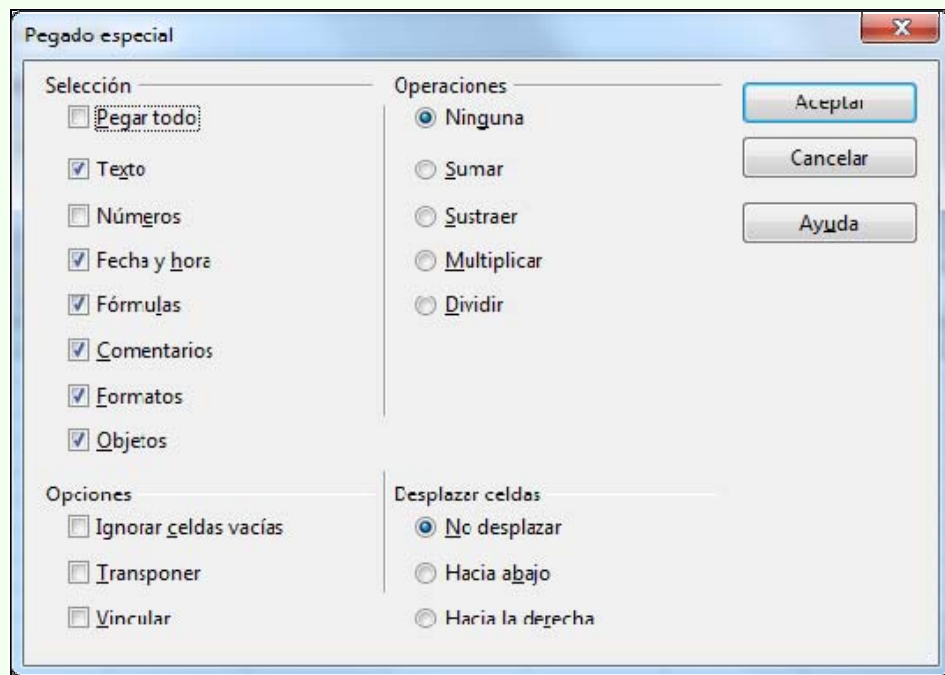 Pegado especial
Selección
Pegar todo
Texto
Números
Fecha y hora
Fórmulas
Comentarios
Formatos
Objetos
Operaciones
Ninguna
Sumar
Sustraer
Multiplicar
Dividir
Aceptar
Cancelar
Ayuda
Opciones
Ignorar celdas vacías
Transponer
Vincular
Desplazar celdas
No desplazar
Hacia abajo
Hacia la derecha